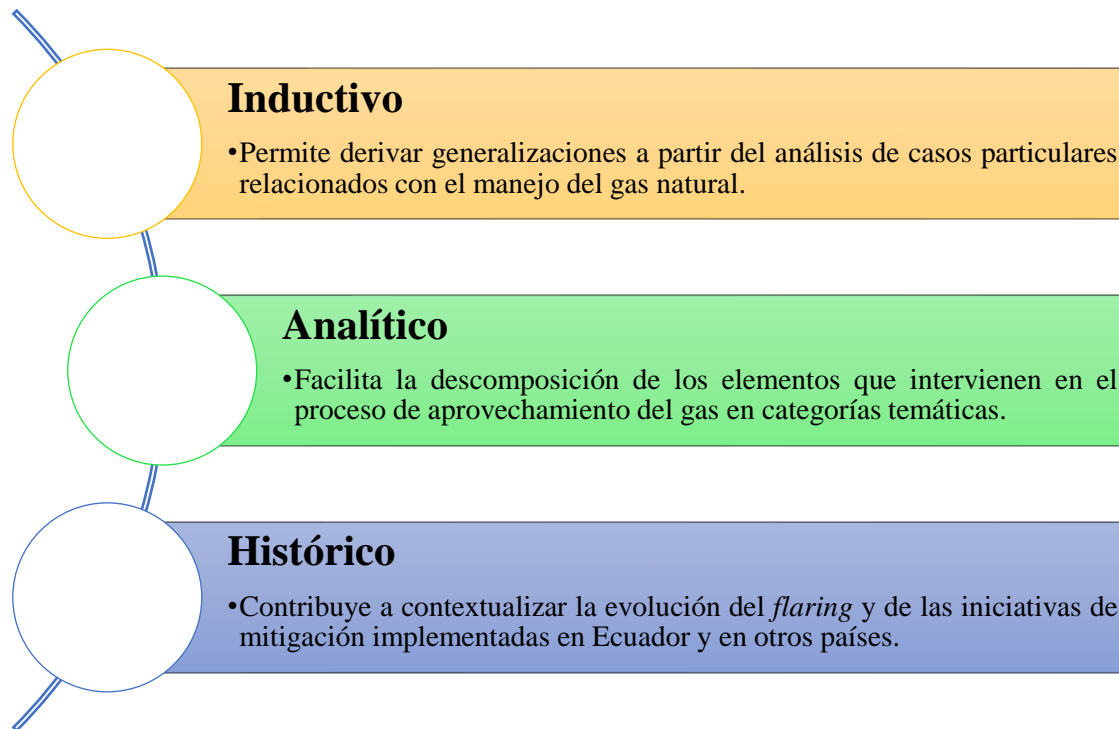 Inductivo
•Permite derivar generalizaciones a partir del análisis de casos particulares
relacionados con el manejo del gas natural.
Analítico
•Facilita la descomposición de los elementos que intervienen en el
proceso de aprovechamiento del gas en categorías temáticas.
Histórico
•Contribuye a contextualizar la evolución del flaring y de las iniciativas de
mitigación implementadas en Ecuador y en otros países.